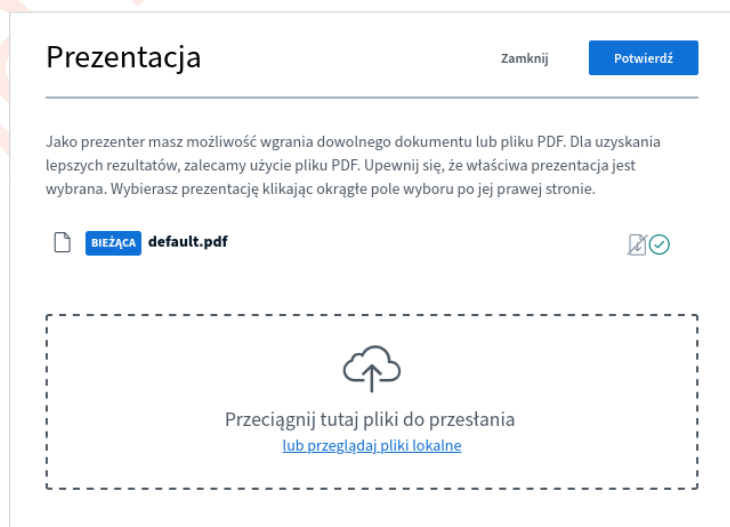 Prezentacja
Zamknij
Potwierdź
Jako prezenter masz możliwość wgrania dowolnego dokumentu lub pliku PDF. Dla uzyskania
lepszych rezultatów, zalecamy użycie pliku PDF. Upewnij się, że właściwa prezentacja jest
wybrana. Wybierasz prezentację klikając okrągłe pole wyboru po jej prawej stronie.
BIEŻĄCA default.pdf
Przeciągnij tutaj pliki do przesłania
lub przeglądaj pliki lokalne